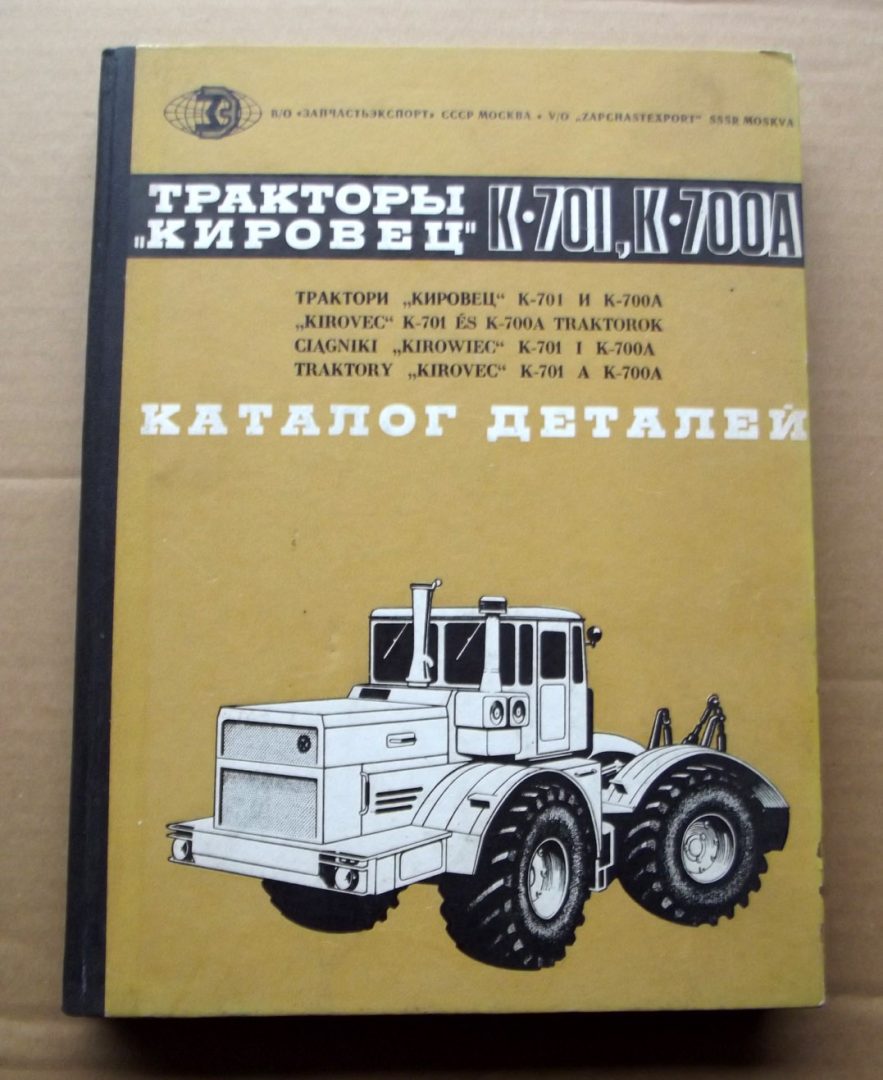 В/О «ЗАПЧАСТЬЭКСПОРТ» СССР МОСКВА • V/O „ZAPCHASTEXPORT" SSSR MOSKVA
ТРАКТОРЫ „КИРОВЕЦ" К·701, К·700А
ТРАКТОРИ „КИРОВЕЦ“ К-701 И К-700А
„KIROVEC“ K-701 ÉS K-700A TRAKTOROK
CIĄGNIKI „KIROWIEC“ K-701 I K-700A
TRAKTORY „KIROVEC“ K-701 A K-700A
КАТАЛОГ ДЕТАЛЕЙ